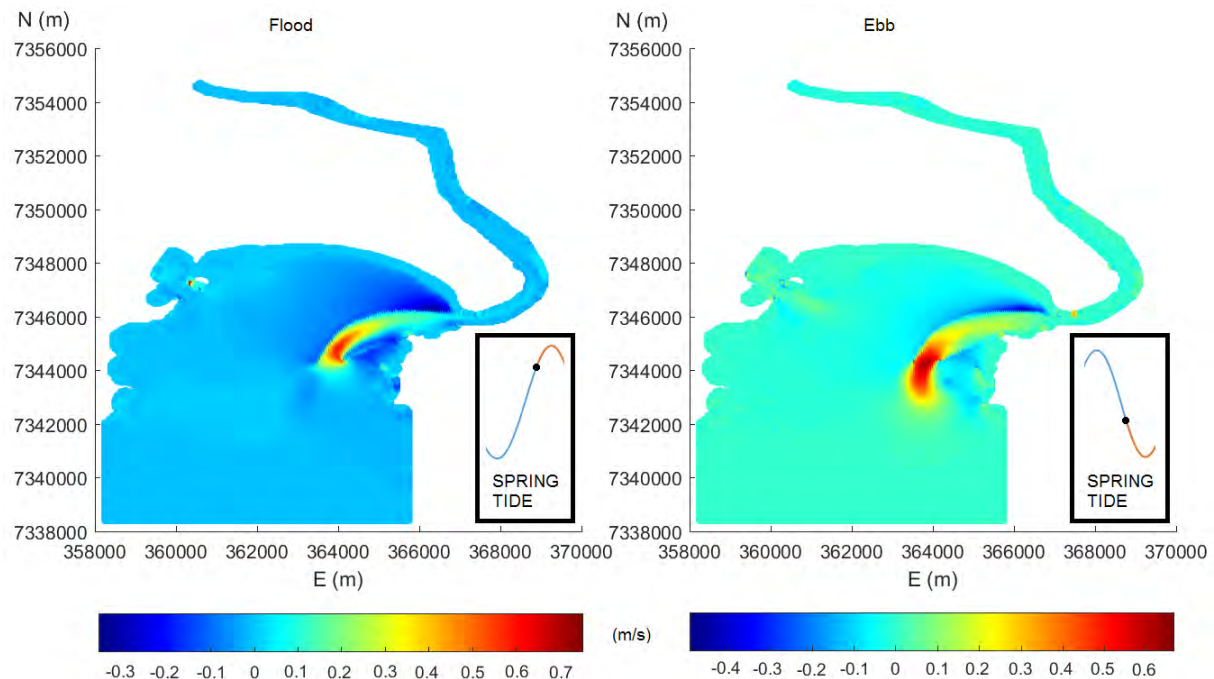 N (m)
Flood
7356000
7354000
7352000
7350000
7348000
7346000
7344000
7342000
7340000
7338000
358000 360000 362000 364000 366000 368000 370000
E (m)
SPRING
TIDE
-0.3 -0.2 -0.1 0 0.1 0.2 0.3 0.4 0.5 0.6 0.7
(m/s)
N (m)
Ebb
7356000
7354000
7352000
7350000
7348000
7346000
7344000
7342000
7340000
7338000
358000 360000 362000 364000 366000 368000 370000
E (m)
SPRING
TIDE
-0.4 -0.3 -0.2 -0.1 0 0.1 0.2 0.3 0.4 0.5 0.6